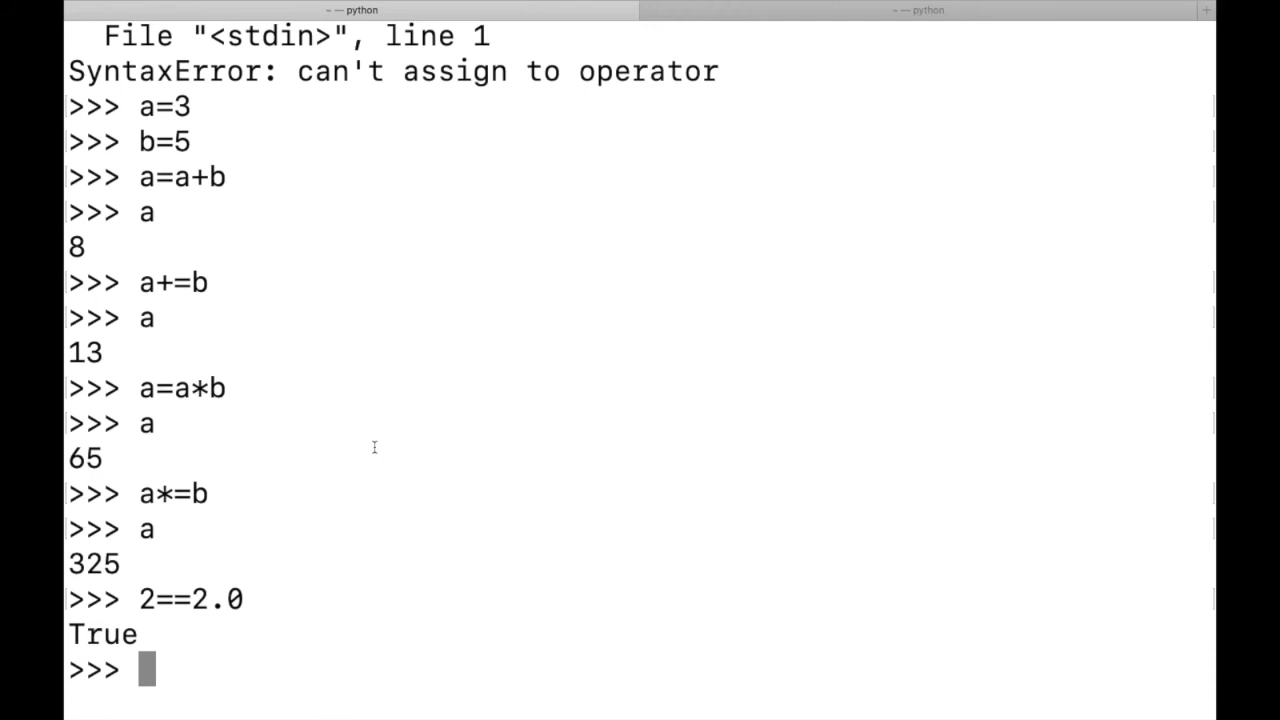 ~ — python
~ — python
+
File "<stdin>", line 1
SyntaxError: can't assign to operator
>>> a=3
>>> b=5
>>> a=a+b
>>> a
8
>>> a+=b
>>> a
13
>>> a=a*b
>>> a
65
>>> a*=b
>>> a
325
>>> 2==2.0
True
>>>